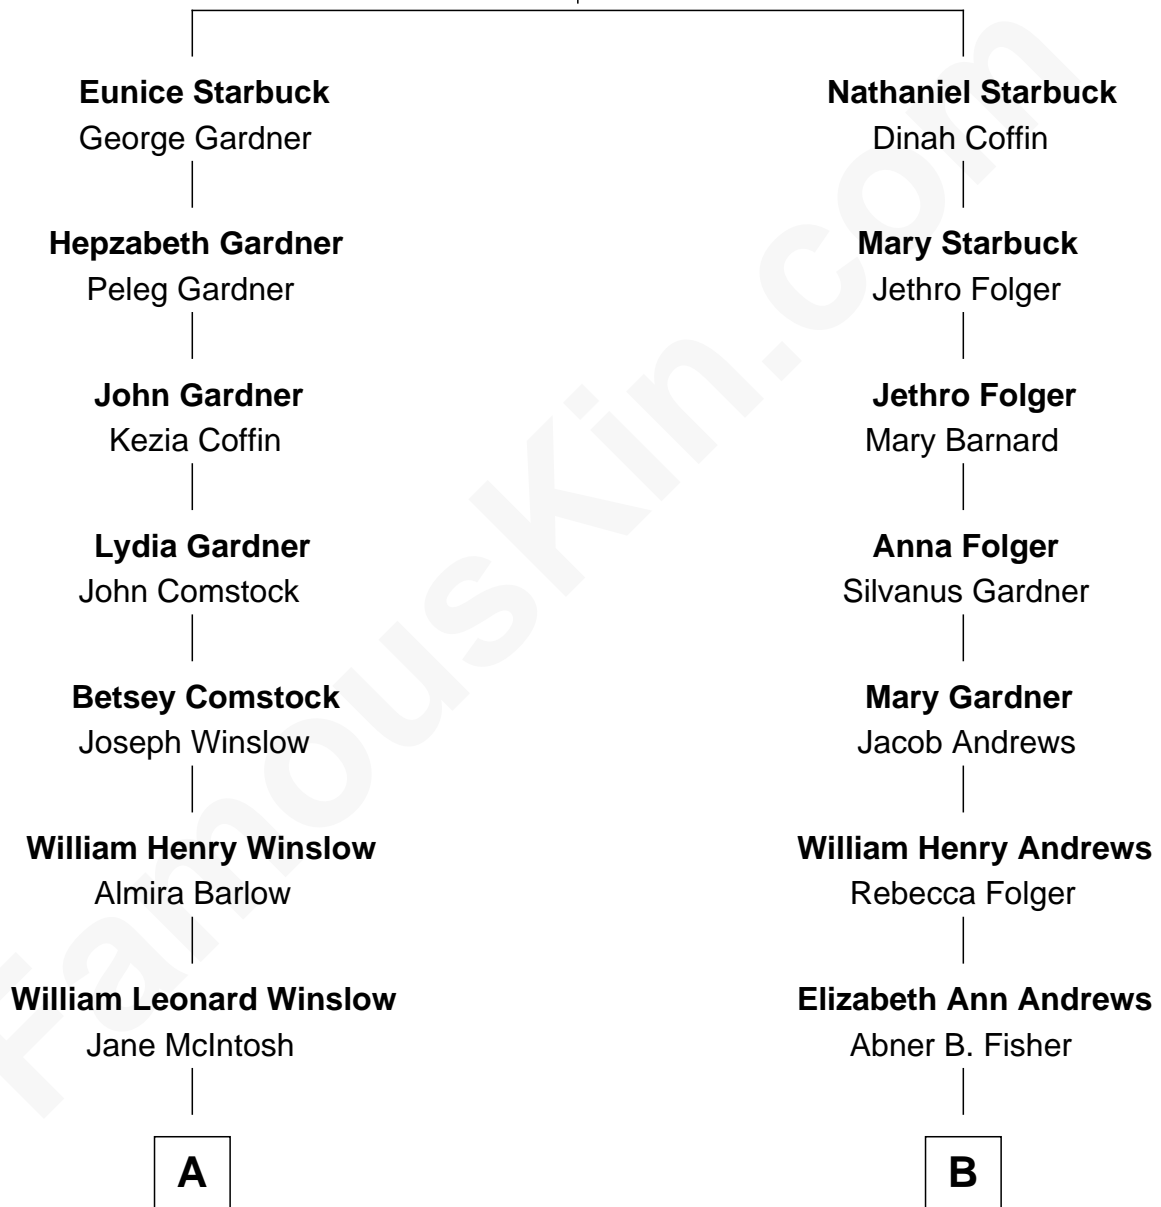 Eunice Starbuck
George Gardner
Hepzabeth Gardner
Peleg Gardner
John Gardner
Kezia Coffin
Lydia Gardner
John Comstock
Betsey Comstock
Joseph Winslow
William Henry Winslow
Almira Barlow
William Leonard Winslow
Jane McIntosh
A
Nathaniel Starbuck
Dinah Coffin
Mary Starbuck
Jethro Folger
Jethro Folger
Mary Barnard
Anna Folger
Silvanus Gardner
Mary Gardner
Jacob Andrews
William Henry Andrews
Rebecca Folger
Elizabeth Ann Andrews
Abner B. Fisher
B
FamousKin.com